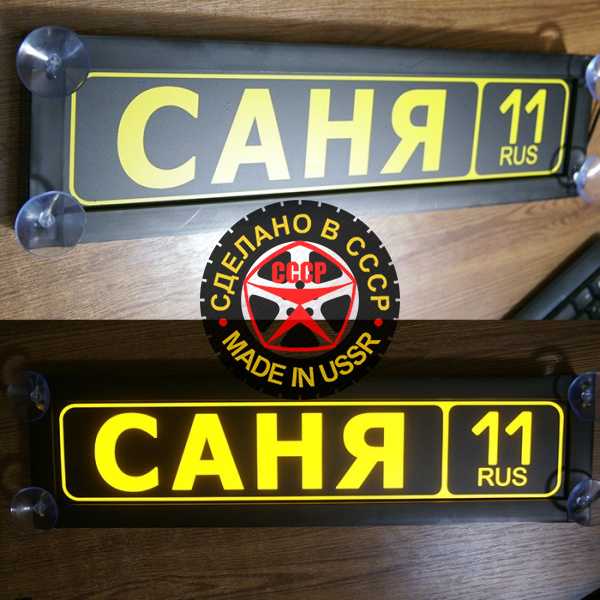 САНЯ
11
RUS
СДЕЛАНО В СССР
СССР
MADE IN USSR
САНЯ
11
RUS